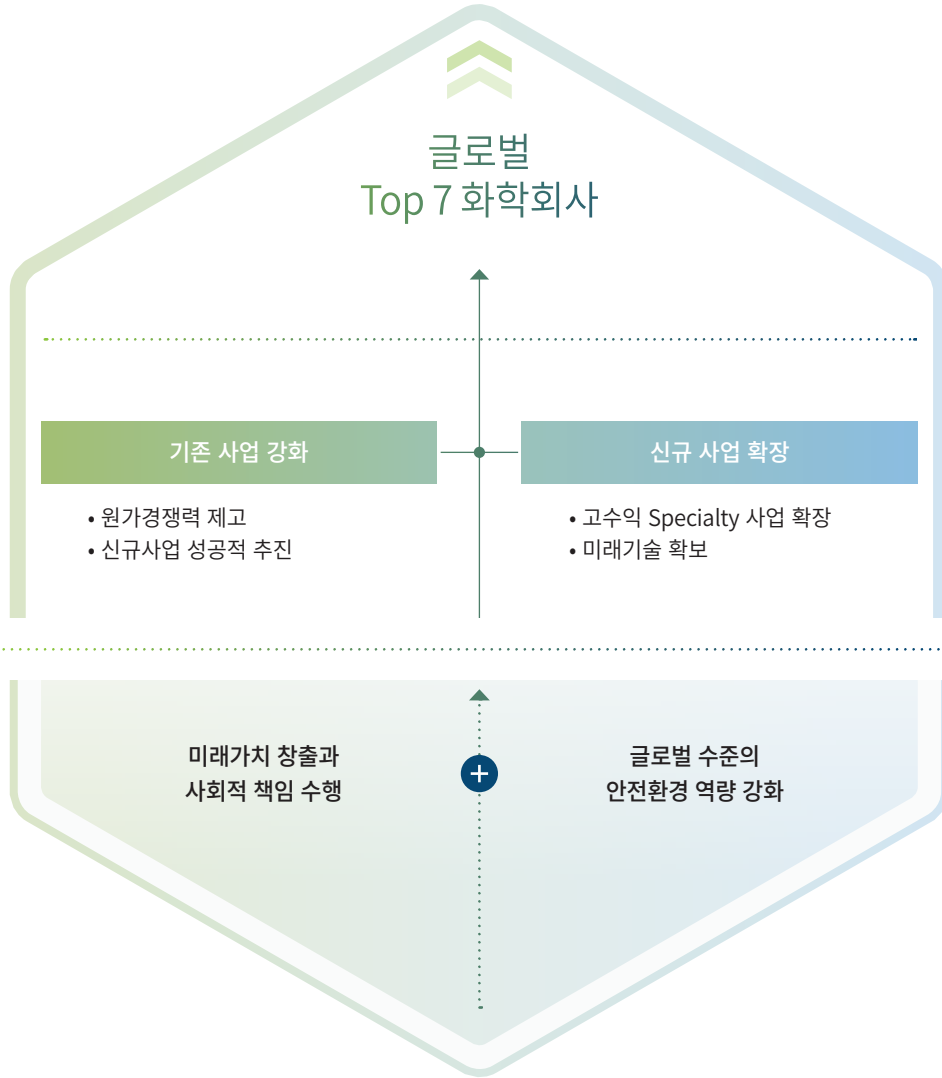 글로벌
Top 7 화학회사
기존 사업 강화
• 원가경쟁력 제고
• 신규사업 성공적 추진
신규 사업 확장
• 고수익 Specialty 사업 확장
• 미래기술 확보
미래가치 창출과
사회적 책임 수행
+
글로벌 수준의
안전환경 역량 강화